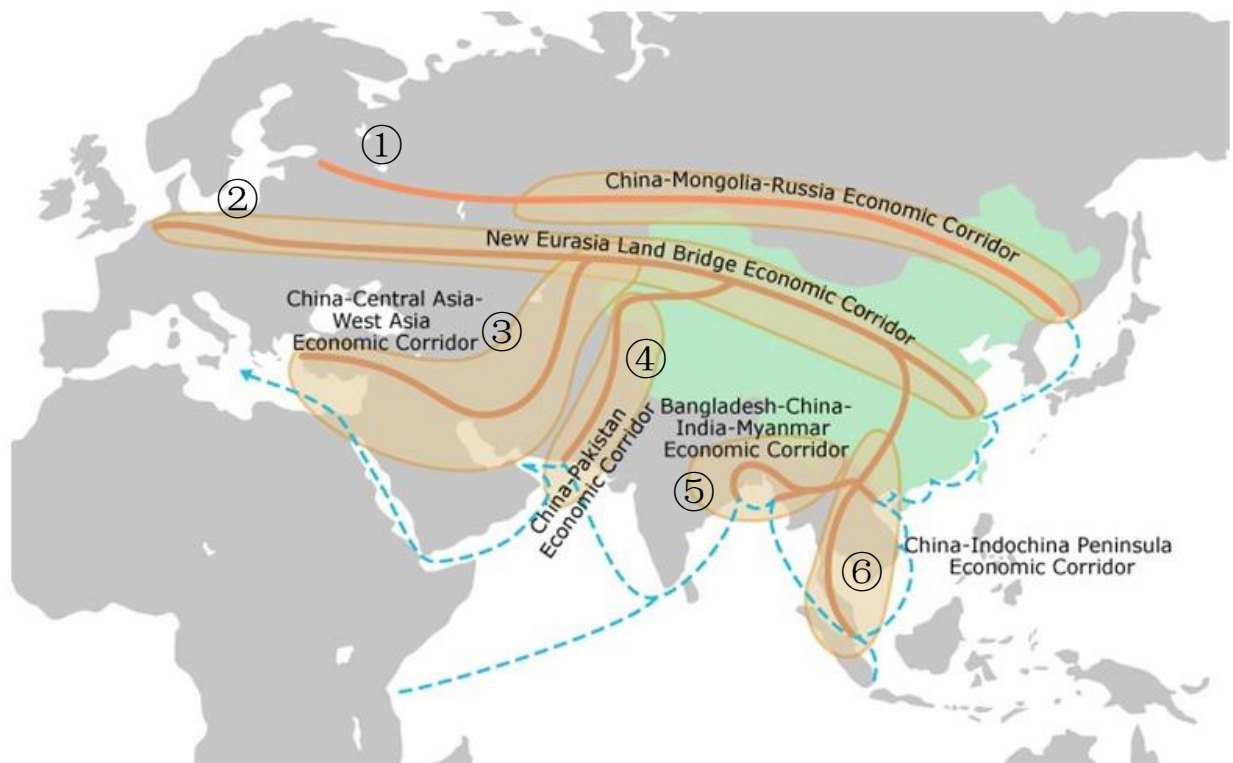 ①
China-Mongolia-Russia Economic Corridor
②
New Eurasia Land Bridge Economic Corridor
China-Central Asia-
West Asia
Economic Corridor
③
④
China-Pakistan
Economic Corridor
Bangladesh-China-
India-Myanmar
Economic Corridor
⑤
China-Indochina Peninsula
Economic Corridor
⑥